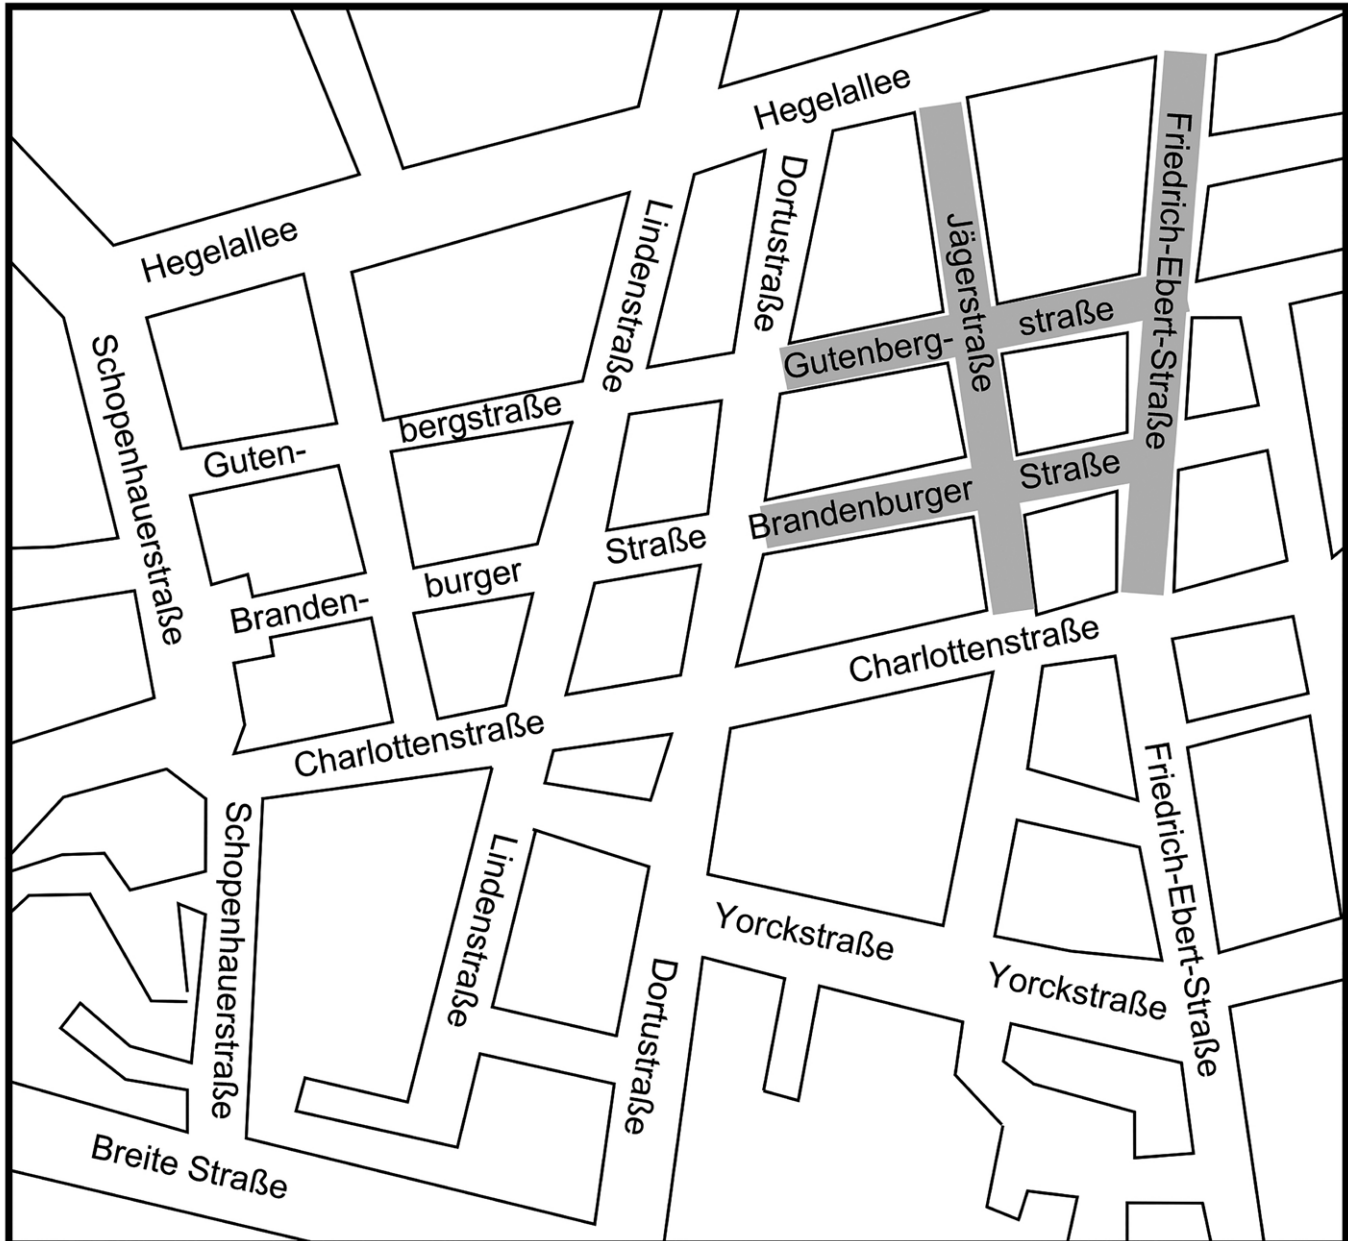 Hegelallee
Hegelallee
Dortustraße
Lindenstraße
Jägerstraße
Friedrich-Ebert-Straße
Schopenhauerstraße
Gutenberg-
straße
Guten-
bergstraße
Brandenburger
Straße
Branden-
burger
Straße
Charlottenstraße
Charlottenstraße
Schopenhauerstraße
Lindenstraße
Dortustraße
Yorckstraße
Yorckstraße
Friedrich-Ebert-Straße
Breite Straße